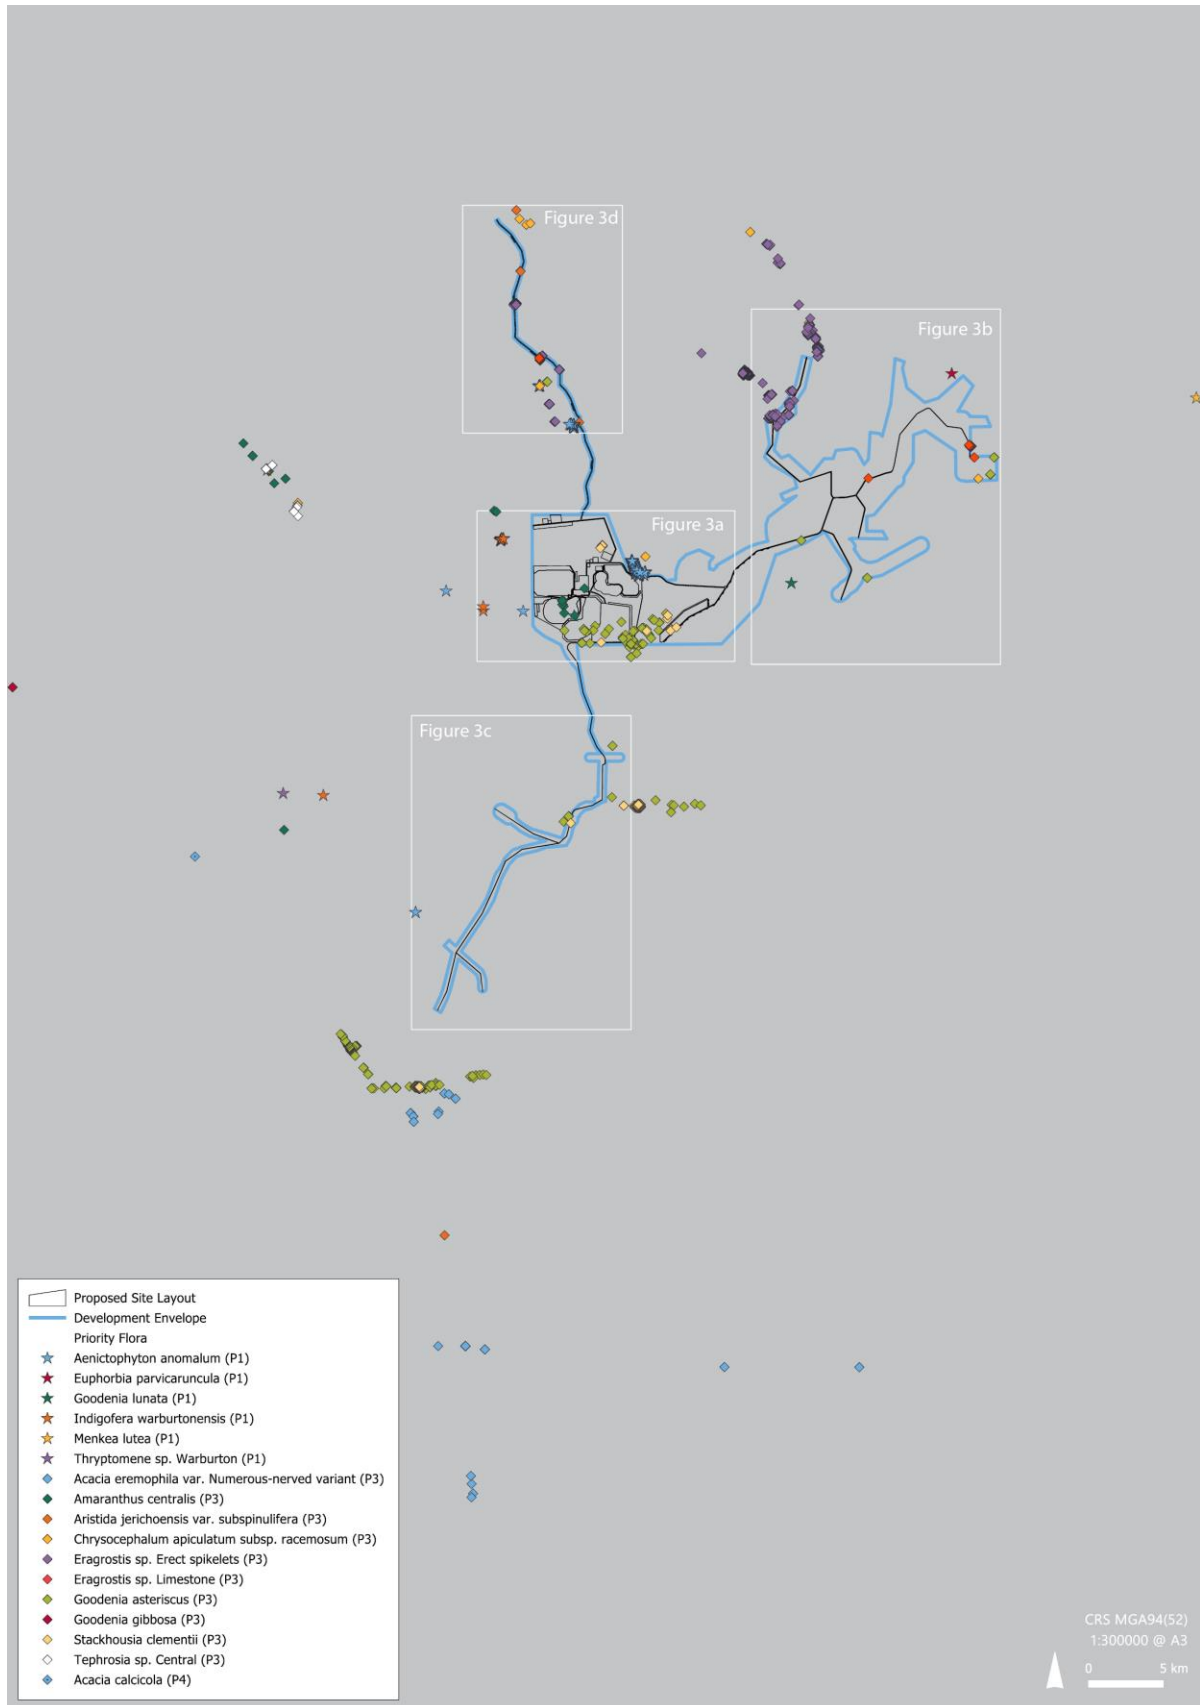 Figure 3d
Figure 3b
Figure 3a
Figure 3c
Proposed Site Layout
Development Envelope
Priority Flora
Aenictophyton anomalum (P1)
Euphorbia parvicaruncula (P1)
Goodenia lunata (P1)
Indigofera warburtonensis (P1)
Menkea lutea (P1)
Thryptomene sp. Warburton (P1)
Acacia eremophila var. Numerous-nerved variant (P3)
Amaranthus centralis (P3)
Aristida jerichoensis var. subspinulifera (P3)
Chrysocephalum apiculatum subsp. racemosum (P3)
Eragrostis sp. Erect spikelets (P3)
Eragrostis sp. Limestone (P3)
Goodenia asteriscus (P3)
Goodenia gibbosa (P3)
Stackhousia clementii (P3)
Tephrosia sp. Central (P3)
Acacia calcicola (P4)
CRS MGA94(52)
1:300000 @ A3
0 5 km